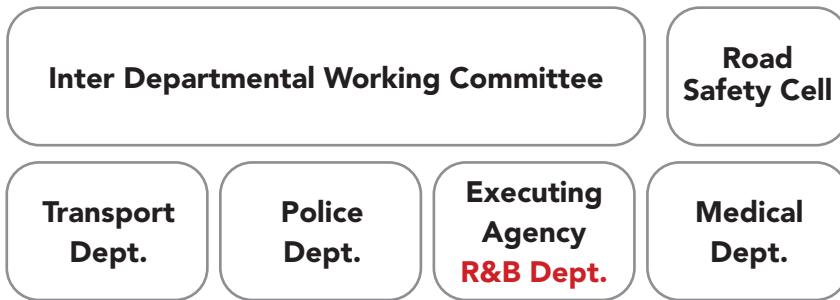 Inter Departmental Working Committee
Road
Safety Cell
Transport
Dept.
Police
Dept.
Executing
Agency
R&B Dept.
Medical
Dept.